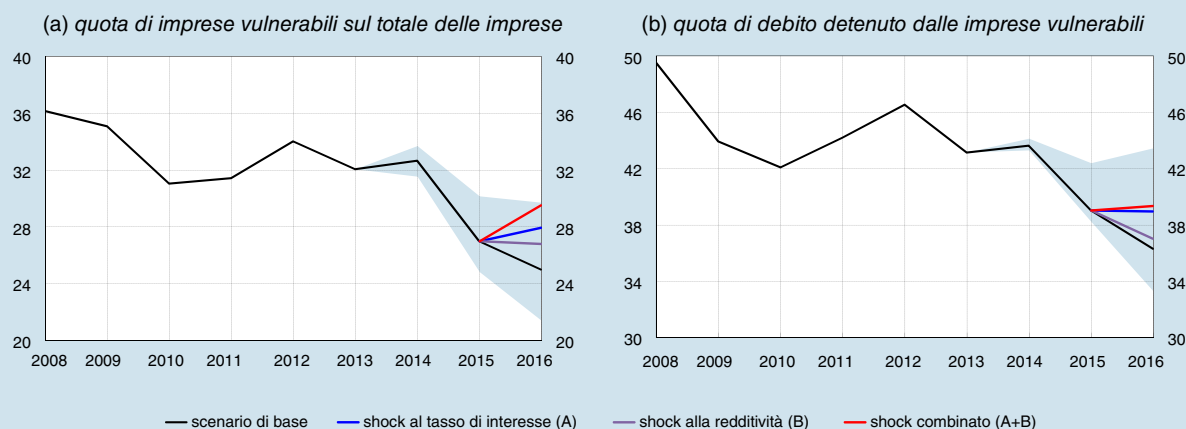 (a) quota di imprese vulnerabili sul totale delle imprese
40 40
36 36
32 32
28 28
24 24
20 20
2008 2009 2010 2011 2012 2013 2014 2015 2016
(b) quota di debito detenuto dalle imprese vulnerabili
50 50
46 46
42 42
38 38
34 34
30 30
2008 2009 2010 2011 2012 2013 2014 2015 2016
scenario di base shock al tasso di interesse (A) shock alla redditività (B) shock combinato (A+B)